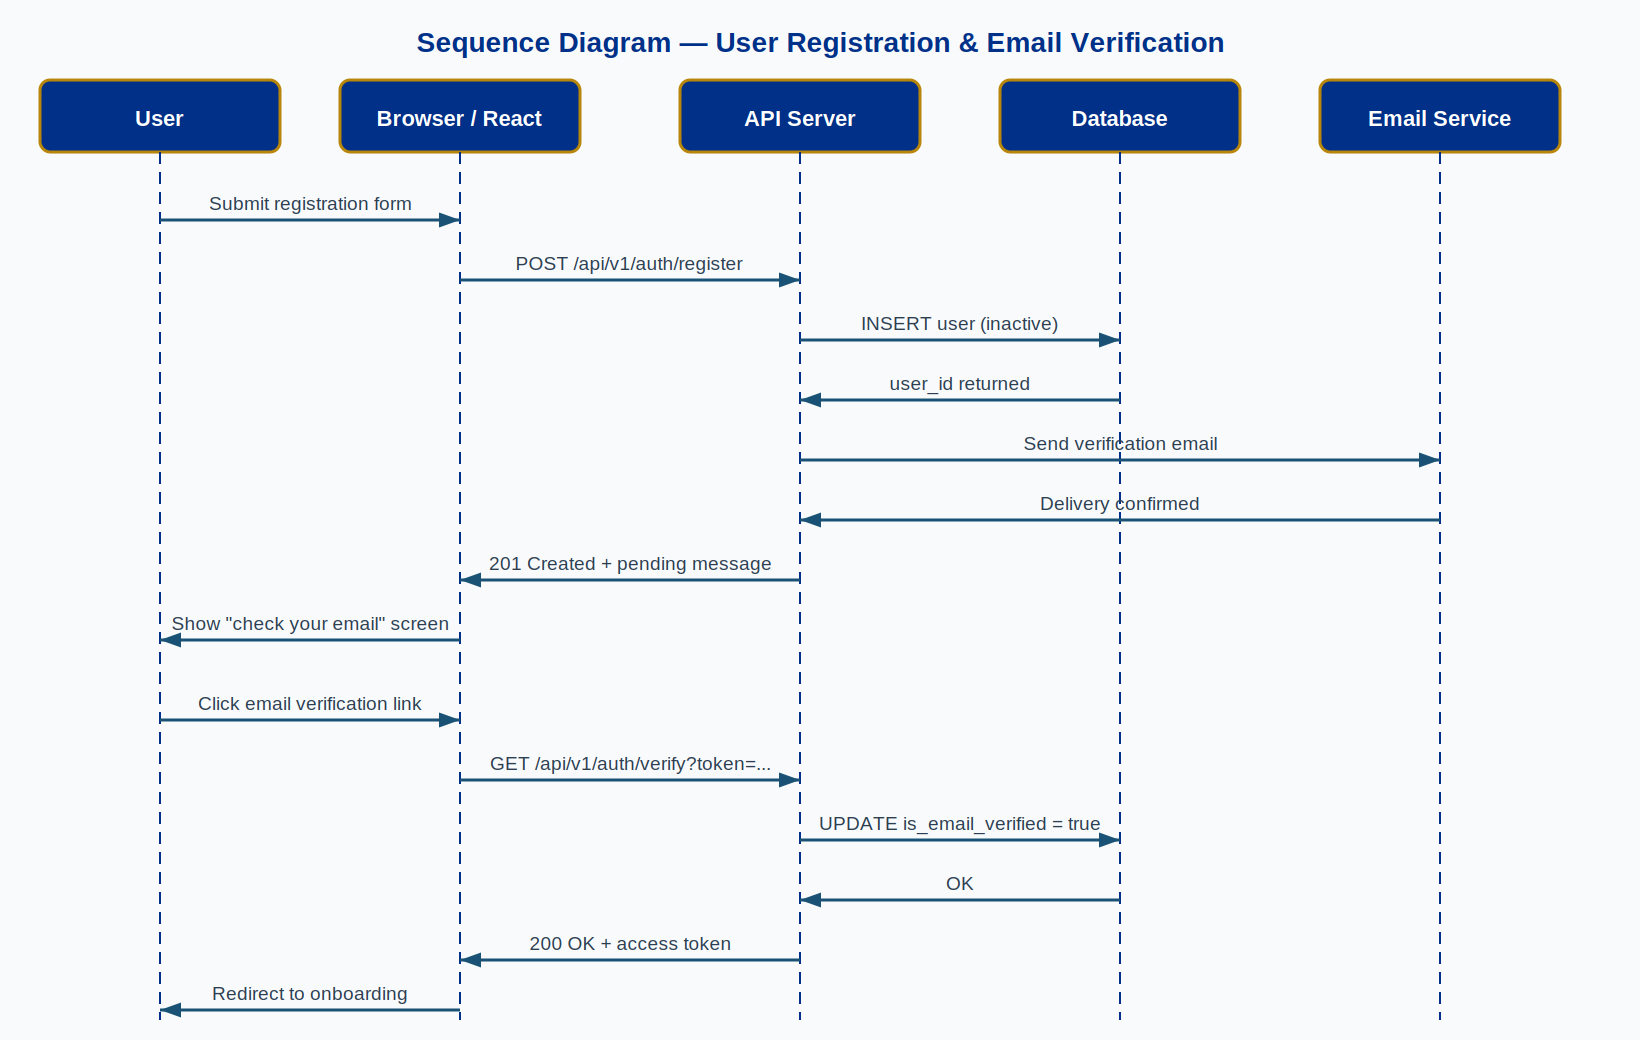 Sequence Diagram — User Registration & Email Verification
User
Browser / React
API Server
Database
Email Service
Submit registration form
POST /api/v1/auth/register
INSERT user (inactive)
user_id returned
Send verification email
Delivery confirmed
201 Created + pending message
Show "check your email" screen
Click email verification link
GET /api/v1/auth/verify?token=...
UPDATE is_email_verified = true
OK
200 OK + access token
Redirect to onboarding